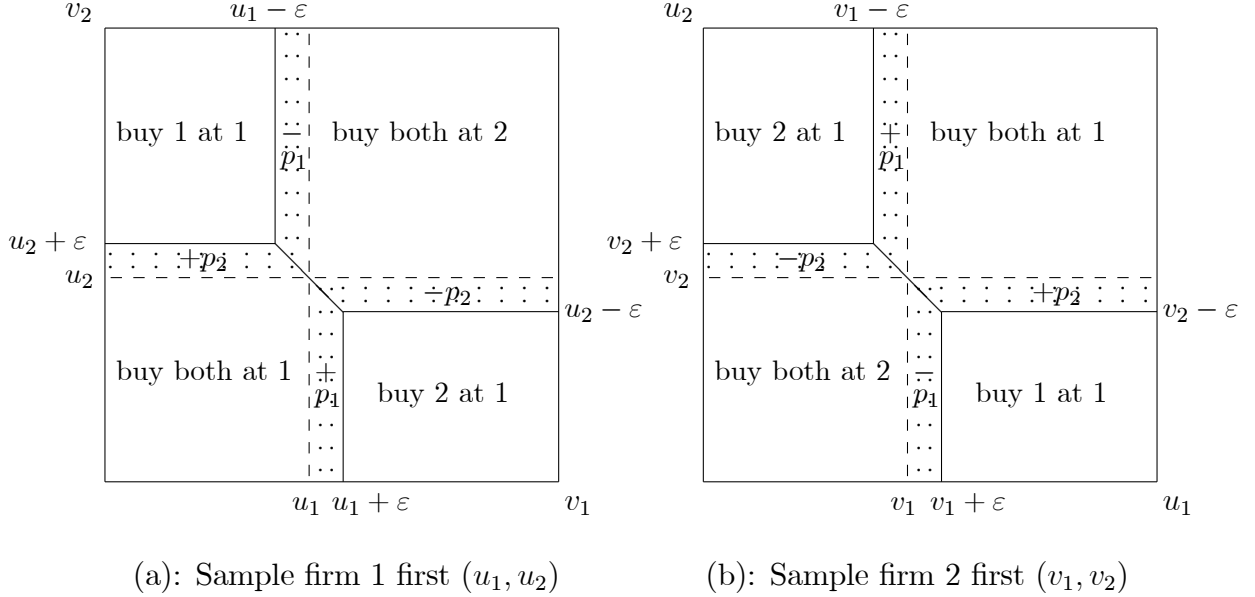 v₂ u₁ − ε
buy 1 at 1
−
p₁
buy both at 2
u₂ + ε
+p₂
u₂
−p₂
u₂ − ε
buy both at 1
+
p₁
buy 2 at 1
u₁ u₁ + ε v₁
(a): Sample firm 1 first (u₁, u₂)
u₂ v₁ − ε
buy 2 at 1
+
p₁
buy both at 1
v₂ + ε
−p₂
v₂
+p₂
v₂ − ε
buy both at 2
−
p₁
buy 1 at 1
v₁ v₁ + ε u₁
(b): Sample firm 2 first (v₁, v₂)